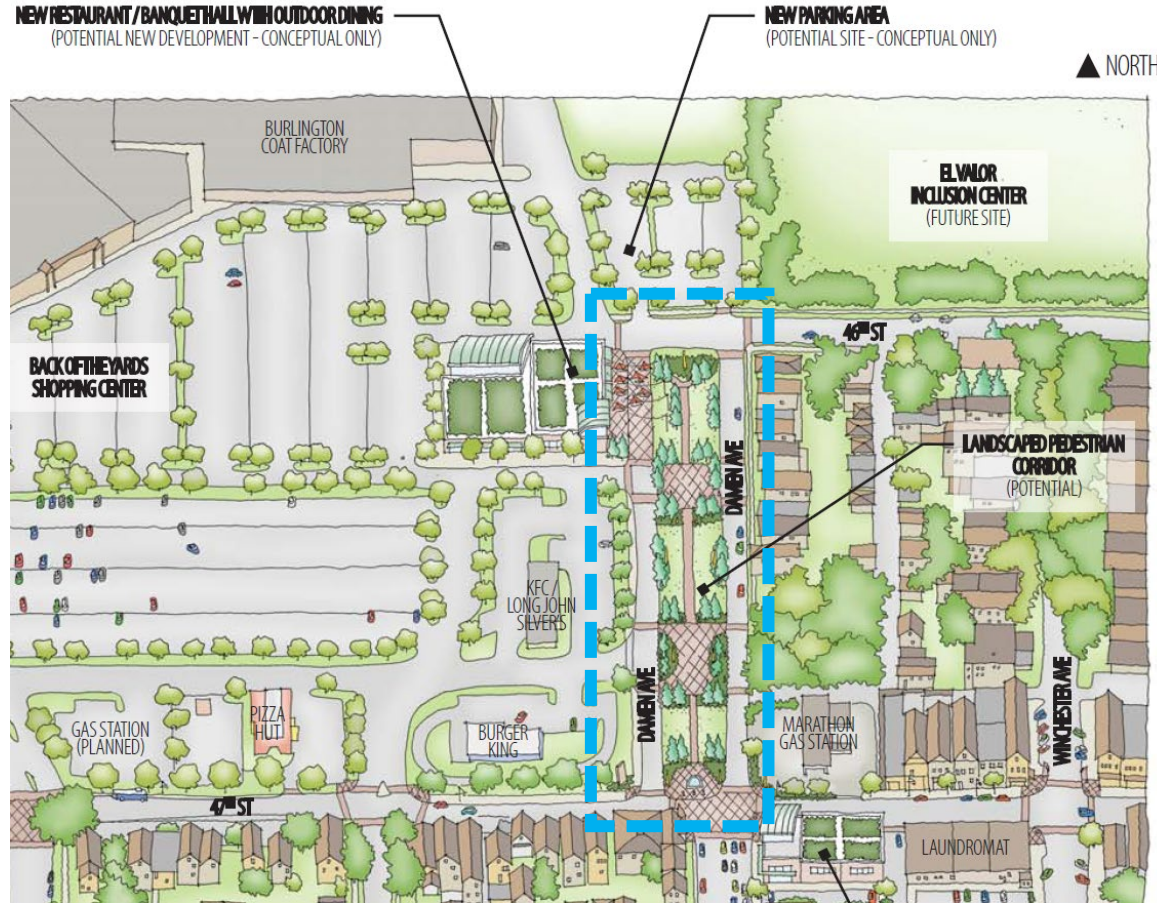 NEW RESTAURANT / BANQUET HALL WITH OUTDOOR DINING
(POTENTIAL NEW DEVELOPMENT - CONCEPTUAL ONLY)
NEW PARKING AREA
(POTENTIAL SITE - CONCEPTUAL ONLY)
▲ NORTH
BURLINGTON
COAT FACTORY
EL VALOR
INCLUSION CENTER
(FUTURE SITE)
46TH ST
BACK OF THE YARDS
SHOPPING CENTER
LANDSCAPED PEDESTRIAN
CORRIDOR
(POTENTIAL)
DAMEN AVE
KFC /
LONG JOHN
SILVER'S
DAMEN AVE
WINCHESTER AVE
GAS STATION
(PLANNED)
PIZZA
HUT
BURGER
KING
MARATHON
GAS STATION
47TH ST
LAUNDROMAT